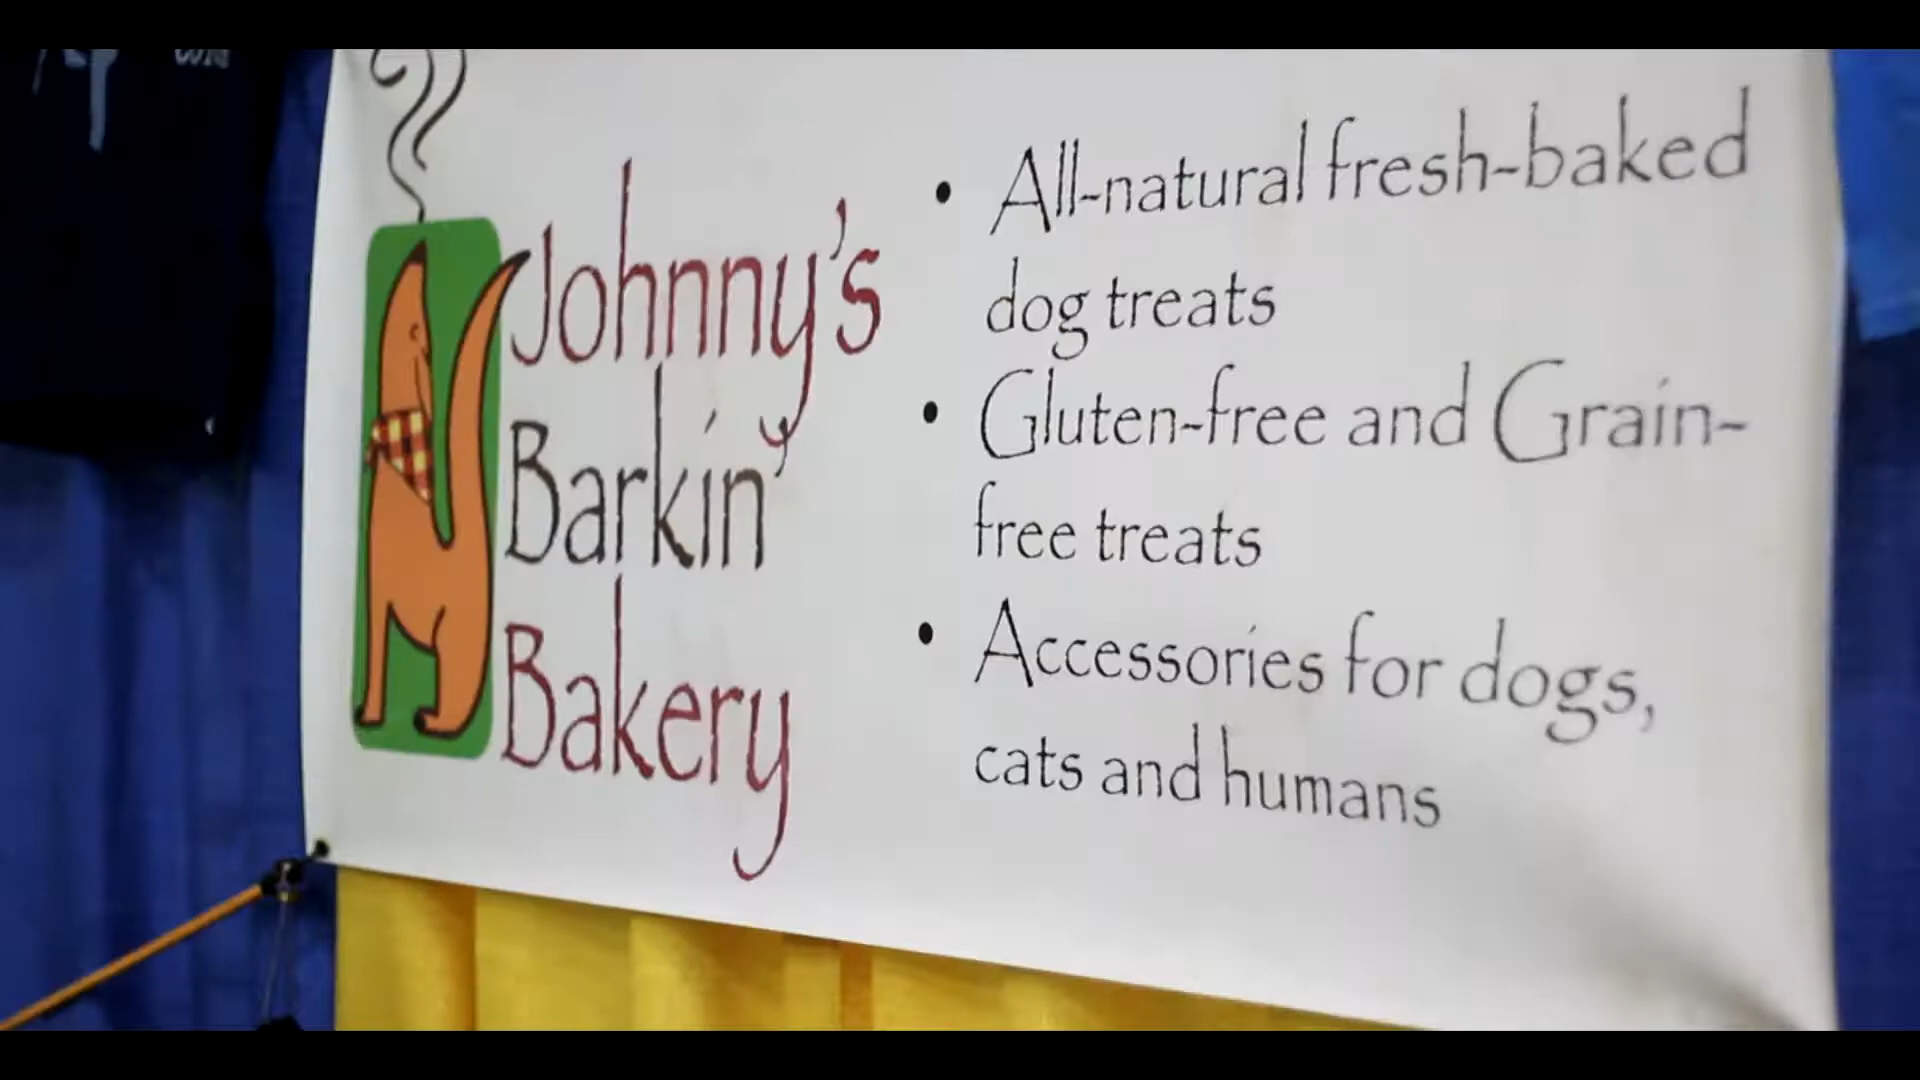 Johnny's
Barkin'
Bakery
• All-natural fresh-baked
dog treats
• Gluten-free and Grain-
free treats
• Accessories for dogs,
cats and humans